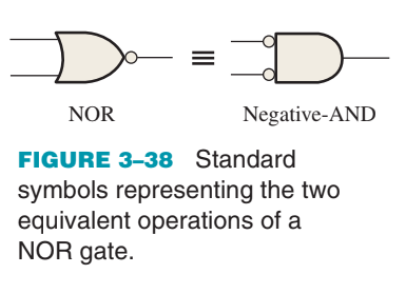 NOR Negative-AND
FIGURE 3–38 Standard
symbols representing the two
equivalent operations of a
NOR gate.